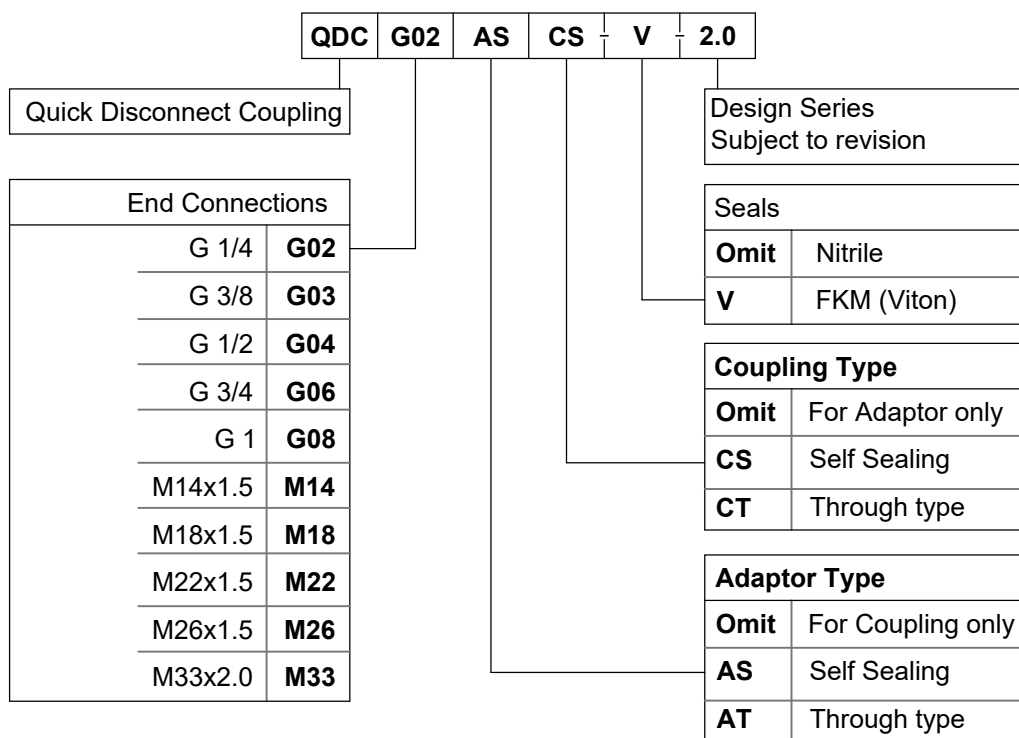 QDC G02 AS CS - V - 2.0
Quick Disconnect Coupling
Design Series
Subject to revision
End Connections
G 1/4 G02
G 3/8 G03
G 1/2 G04
G 3/4 G06
G 1 G08
M14x1.5 M14
M18x1.5 M18
M22x1.5 M22
M26x1.5 M26
M33x2.0 M33
Seals
Omit Nitrile
V FKM (Viton)
Coupling Type
Omit For Adaptor only
CS Self Sealing
CT Through type
Adaptor Type
Omit For Coupling only
AS Self Sealing
AT Through type